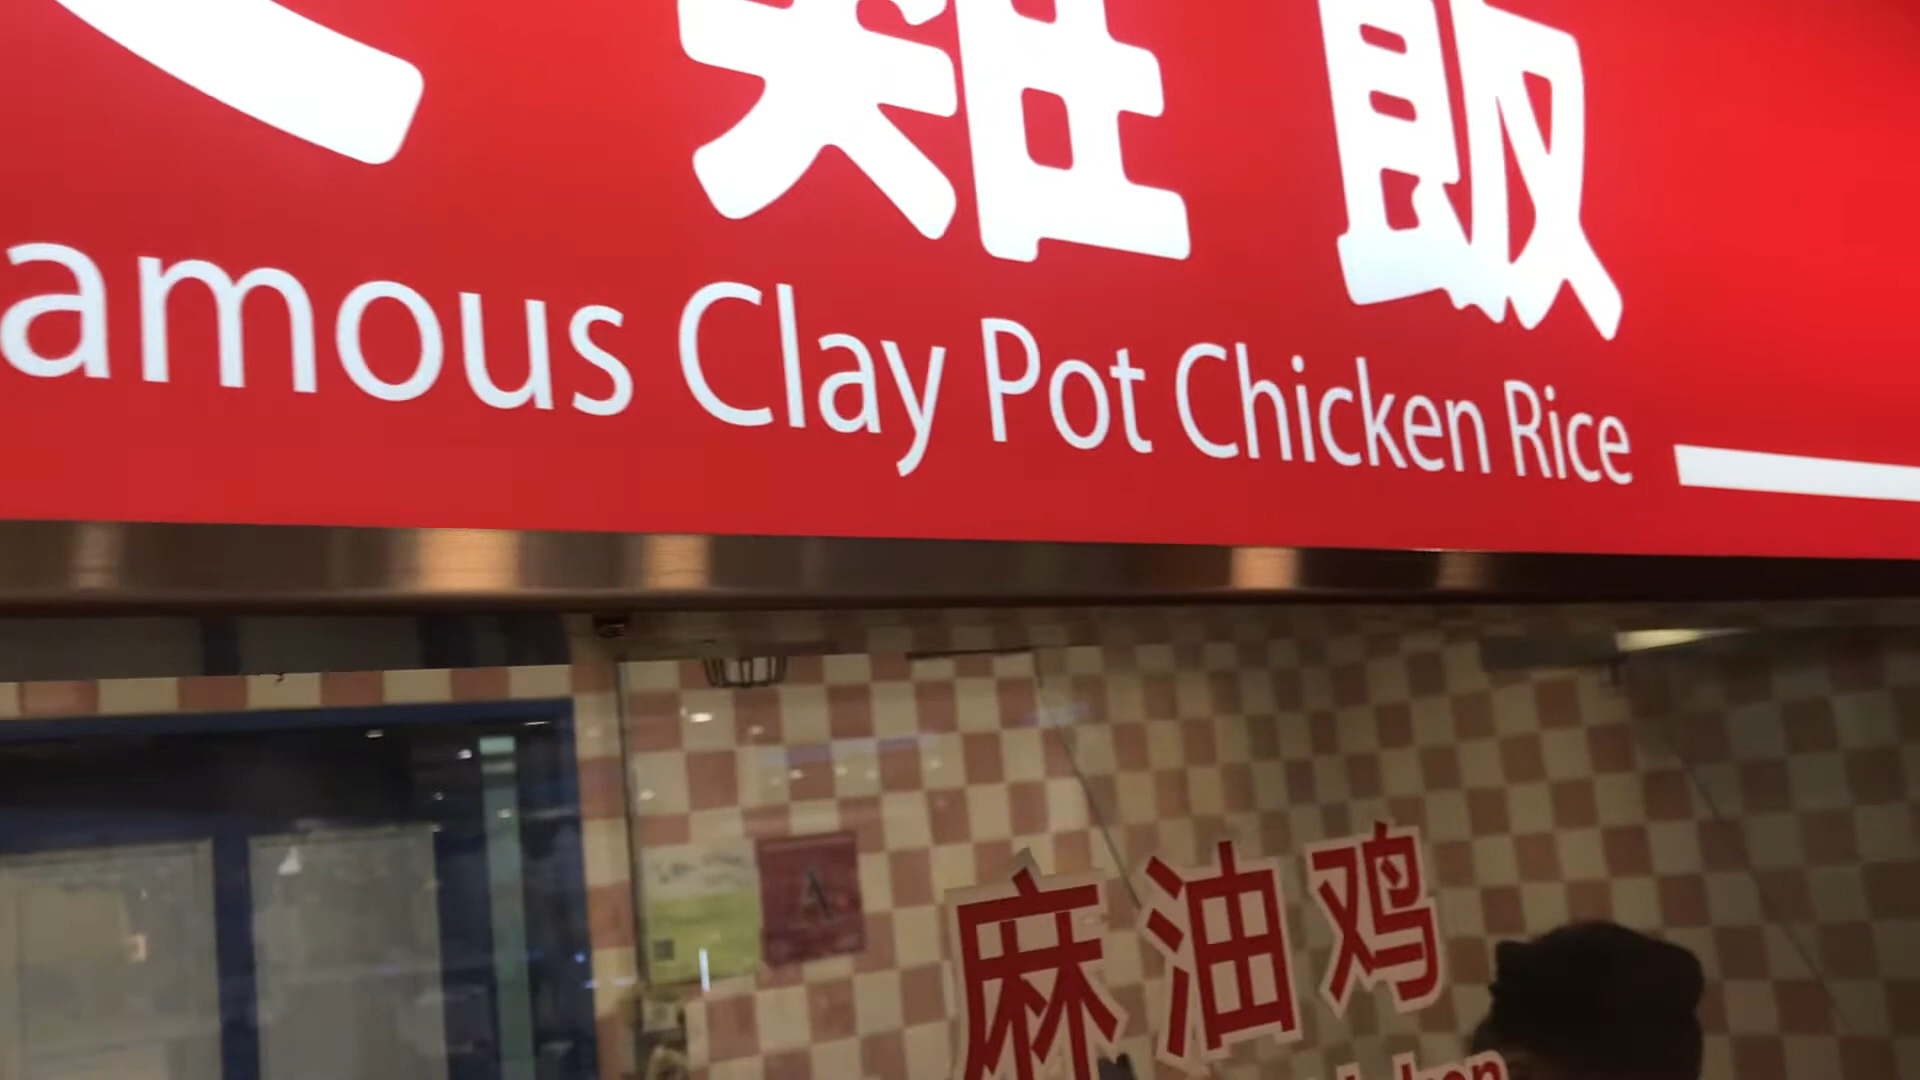 雞飯
amous Clay Pot Chicken Rice
A
麻油鸡